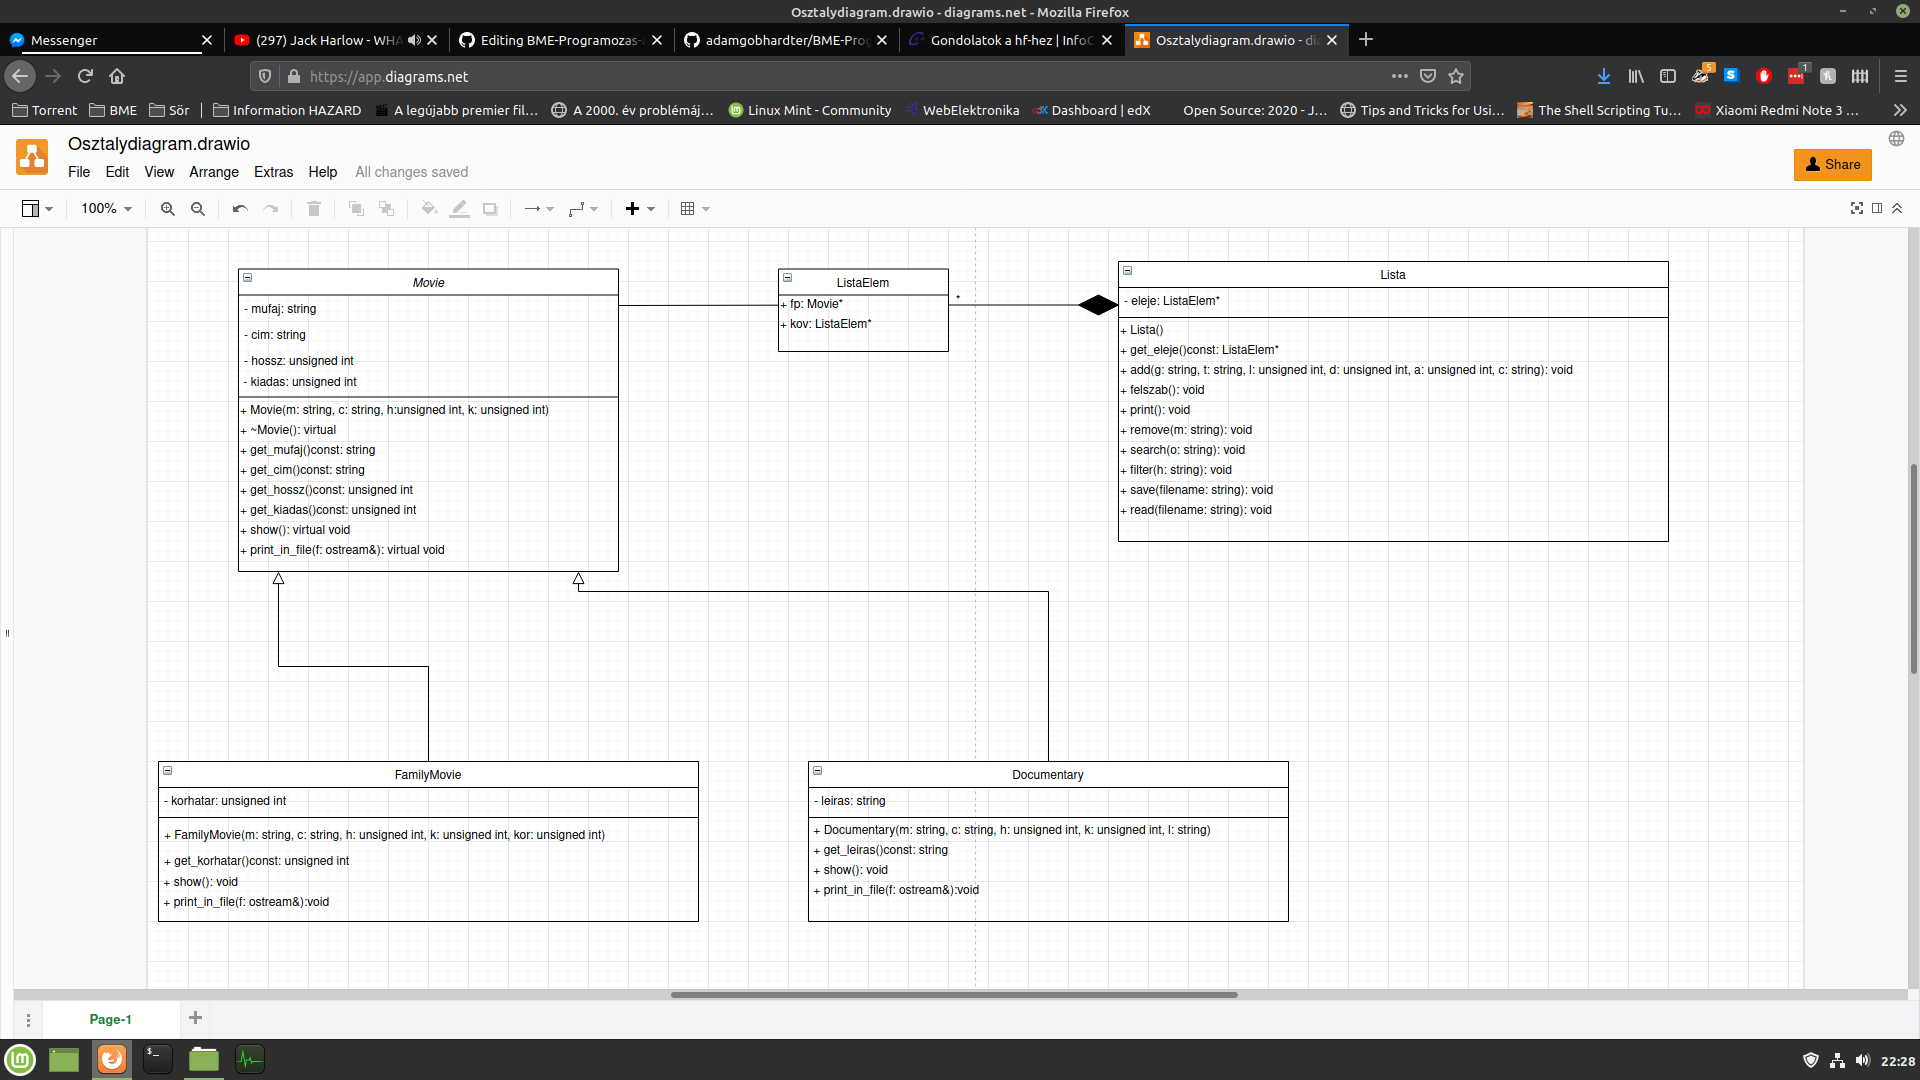 Osztalydiagram.drawio - diagrams.net - Mozilla Firefox
Messenger
(297) Jack Harlow - WHA
Editing BME-Programozas-
adamgobhardter/BME-Pro
Gondolatok a hf-hez | InfoC
Osztalydiagram.drawio - di
https://app.diagrams.net
5
1
Torrent
BME
Sör
Information HAZARD
A legújabb premier fil...
A 2000. év problémáj...
Linux Mint - Community
WebElektronika
edX
Dashboard | edX
Open Source: 2020 - J...
Tips and Tricks for Usi...
The Shell Scripting Tu...
Xiaomi Redmi Note 3 ...
Osztalydiagram.drawio
File
Edit
View
Arrange
Extras
Help
All changes saved
Share
100%
Movie
- mufaj: string
- cim: string
- hossz: unsigned int
- kiadas: unsigned int
+ Movie(m: string, c: string, h:unsigned int, k: unsigned int)
+ ~Movie(): virtual
+ get_mufaj()const: string
+ get_cim()const: string
+ get_hossz()const: unsigned int
+ get_kiadas()const: unsigned int
+ show(): virtual void
+ print_in_file(f: ostream&): virtual void
ListaElem
+ fp: Movie*
+ kov: ListaElem*
*
Lista
- eleje: ListaElem*
+ Lista()
+ get_eleje()const: ListaElem*
+ add(g: string, t: string, l: unsigned int, d: unsigned int, a: unsigned int, c: string): void
+ felszab(): void
+ print(): void
+ remove(m: string): void
+ search(o: string): void
+ filter(h: string): void
+ save(filename: string): void
+ read(filename: string): void
FamilyMovie
- korhatar: unsigned int
+ FamilyMovie(m: string, c: string, h: unsigned int, k: unsigned int, kor: unsigned int)
+ get_korhatar()const: unsigned int
+ show(): void
+ print_in_file(f: ostream&):void
Documentary
- leiras: string
+ Documentary(m: string, c: string, h: unsigned int, k: unsigned int, l: string)
+ get_leiras()const: string
+ show(): void
+ print_in_file(f: ostream&):void
Page-1
22:28